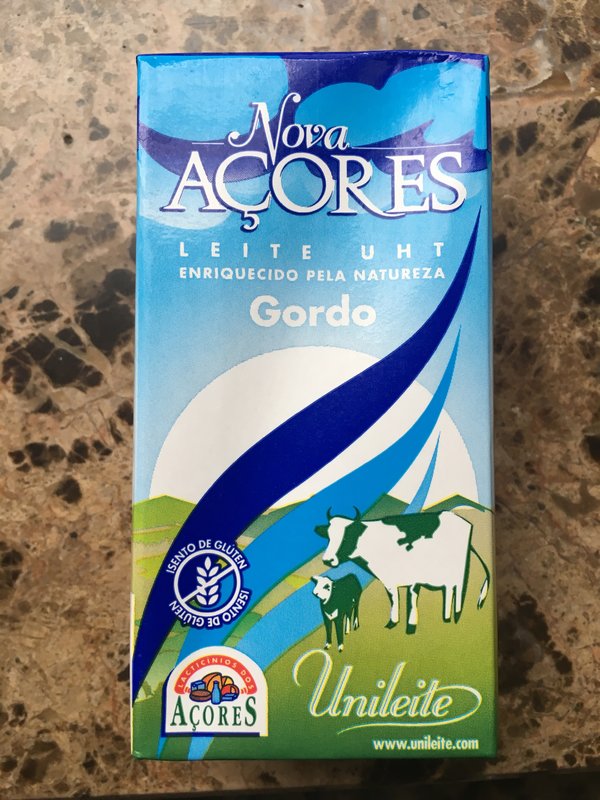 Nova
AÇORES
LEITE UHT
ENRIQUECIDO PELA NATUREZA
Gordo
ISENTO DE GLÚTEN
ISENTO DE GLÚTEN
LACTICINIOS DOS
AÇORES
Unileite
www.unileite.com